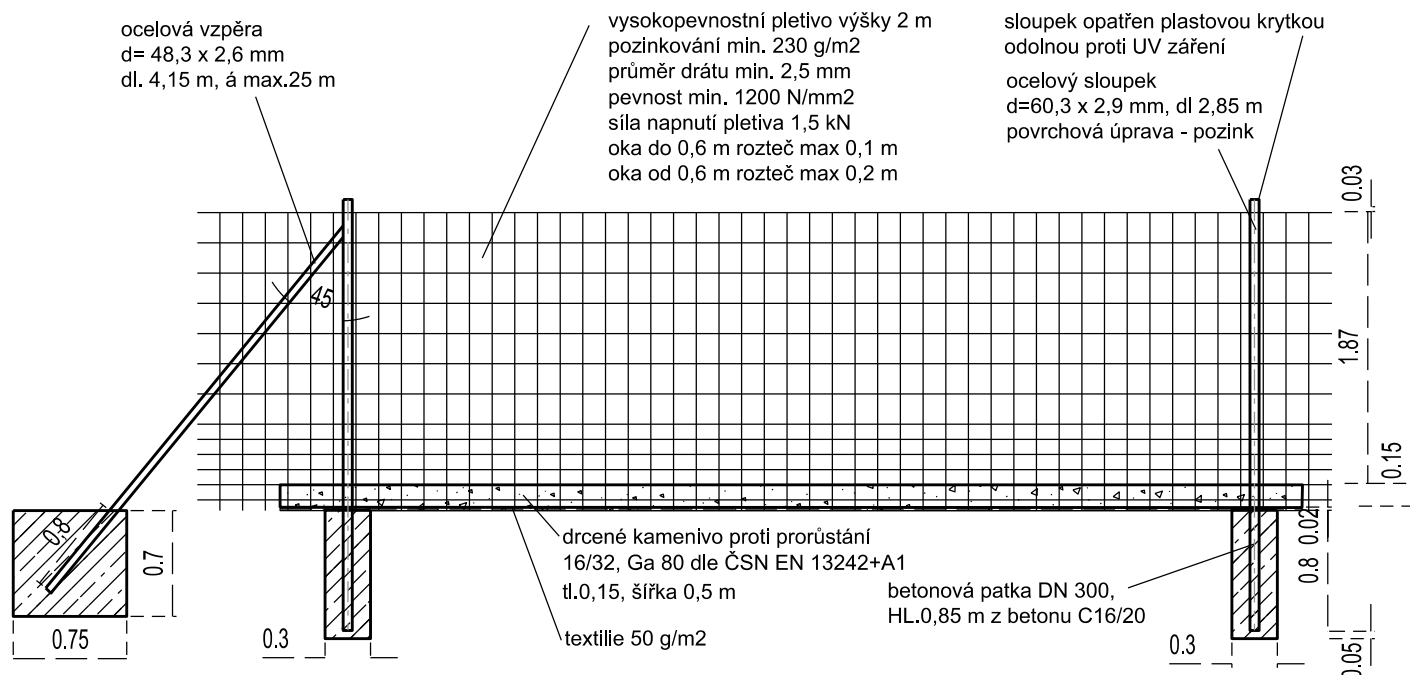 ocelová vzpěra
d= 48,3 x 2,6 mm
dl. 4,15 m, á max.25 m
vysokopevnostní pletivo výšky 2 m
pozinkování min. 230 g/m2
průměr drátu min. 2,5 mm
pevnost min. 1200 N/mm2
síla napnutí pletiva 1,5 kN
oka do 0,6 m rozteč max 0,1 m
oka od 0,6 m rozteč max 0,2 m
sloupek opatřen plastovou krytkou
odolnou proti UV záření
ocelový sloupek
d=60,3 x 2,9 mm, dl 2,85 m
povrchová úprava - pozink
0.03
45
1.87
0.15
0.02
0.8
0.05
0,8
0.7
0.75
0.3
drcené kamenivo proti prorůstání
16/32, Ga 80 dle ČSN EN 13242+A1
tl.0,15, šířka 0,5 m
textilie 50 g/m2
betonová patka DN 300,
HL.0,85 m z betonu C16/20
0.3